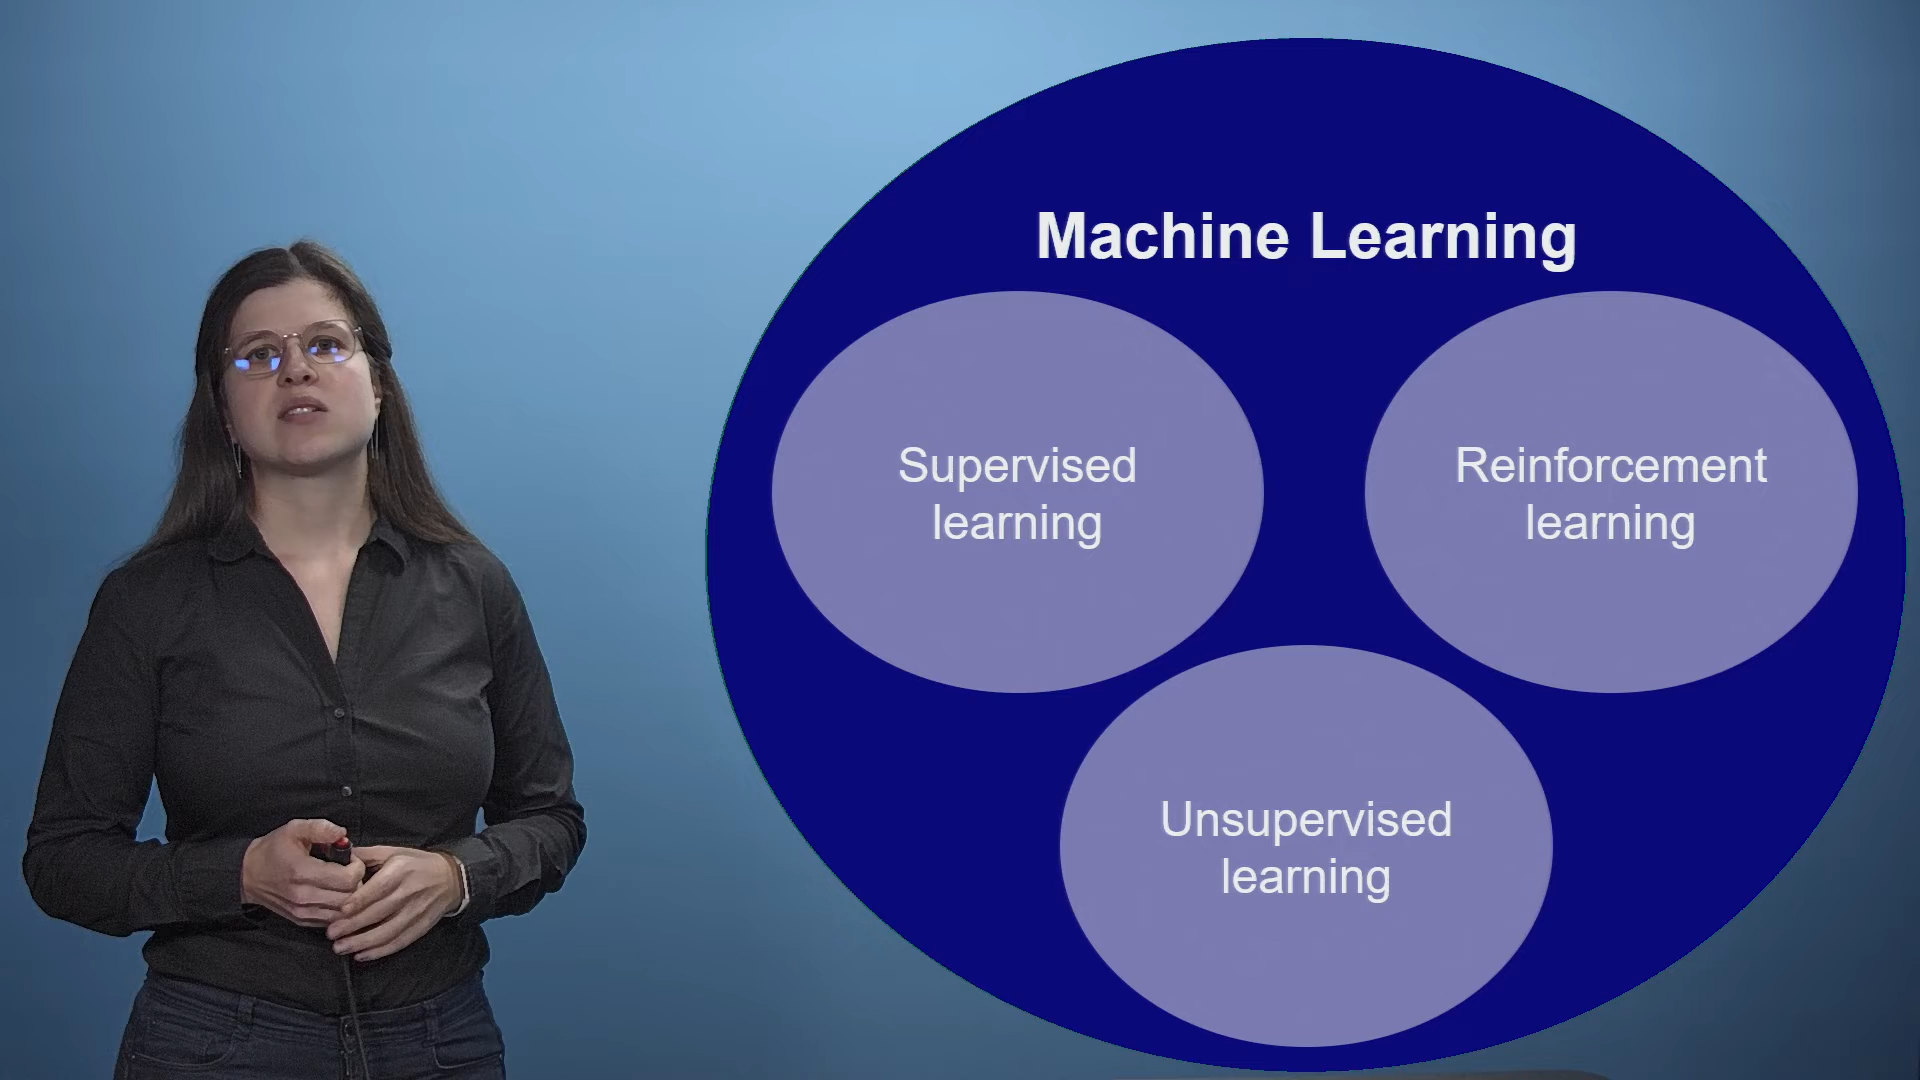 Machine Learning
Supervised
learning
Reinforcement
learning
Unsupervised
learning